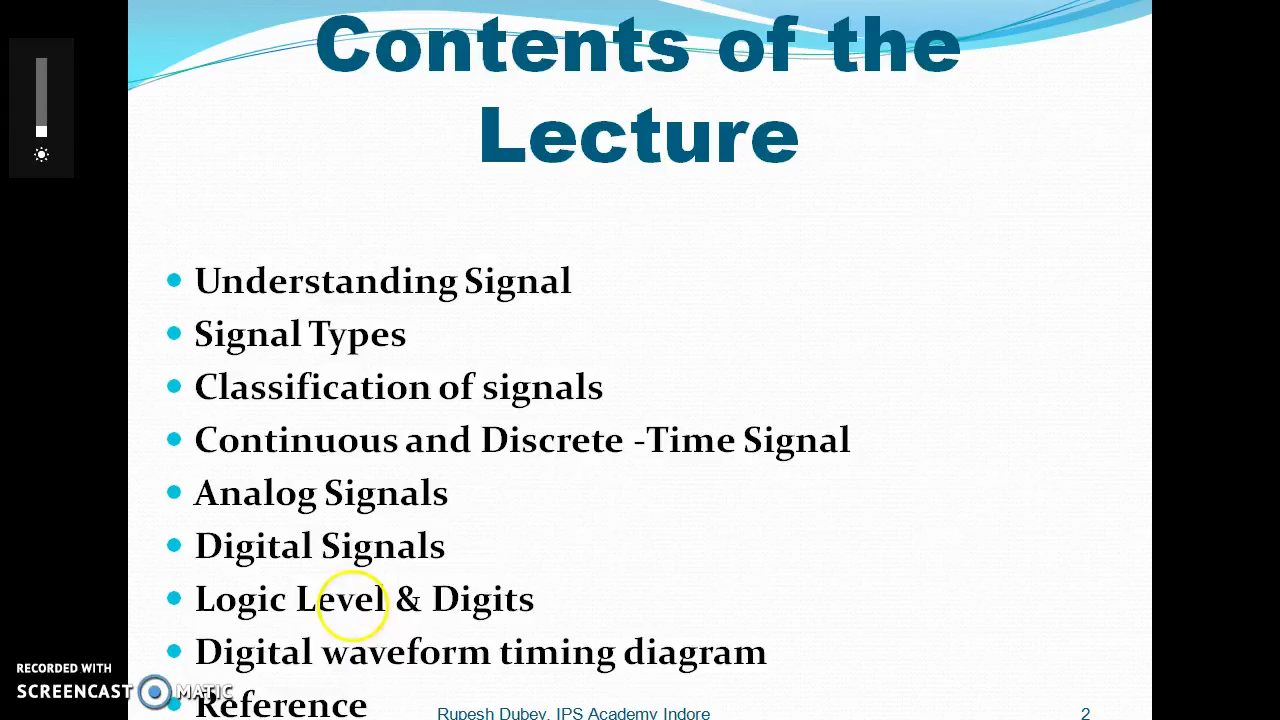 Contents of the
Lecture
Understanding Signal
Signal Types
Classification of signals
Continuous and Discrete -Time Signal
Analog Signals
Digital Signals
Logic Level & Digits
Digital waveform timing diagram
Reference
RECORDED WITH
SCREENCAST MATIC
Rupesh Dubey, IPS Academy Indore
2